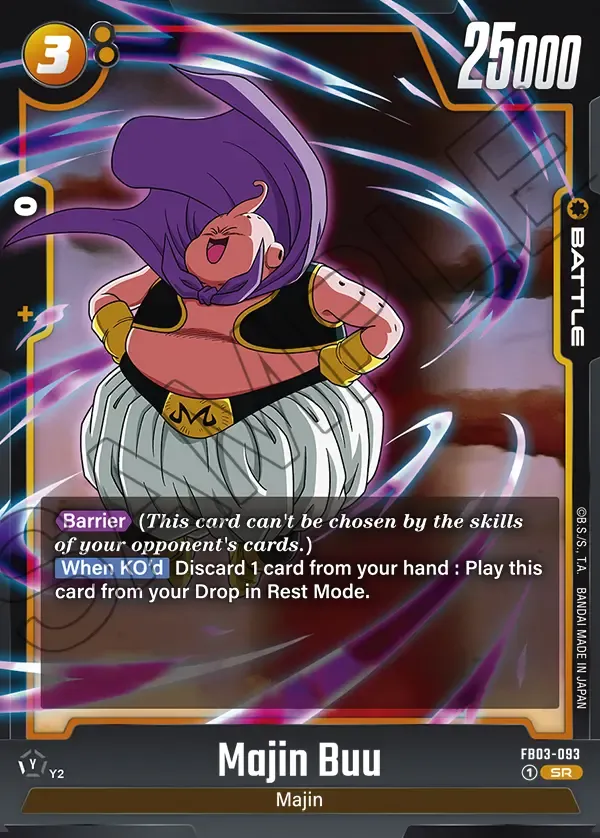 3
25000
0
+
BATTLE
SAMPLE
Barrier (This card can't be chosen by the skills
of your opponent's cards.)
When KO'd Discard 1 card from your hand : Play this
card from your Drop in Rest Mode.
©B.S./S., T.A. BANDAI MADE IN JAPAN
M
Majin Buu
FB03-093
Y Y2
1 SR
Majin